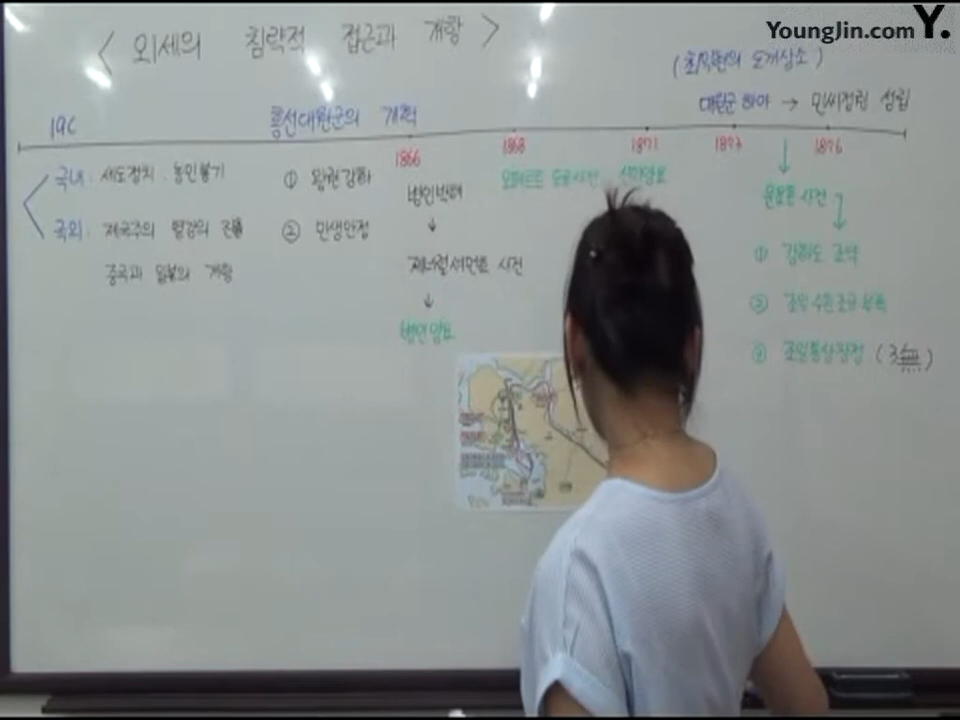 YoungJin.com Y.
< 외세의 침략적 접근과 개항 >
(최익현의 도끼상소)
19C 흥선대원군의 개혁 대원군 하야 → 민씨정권 성립
1866 1868 1871 1873 1876
국내: 세도정치, 농민봉기
① 왕권강화
병인박해
오페르트 도굴사건
신미양요
운요호 사건
국외: 제국주의 열강의 진출
② 민생안정
↓
① 강화도 조약
중국과 일본의 개항
제너럴셔먼호 사건
② 조일수호조규 부록
↓
병인양요
③ 조일통상장정 (3無)